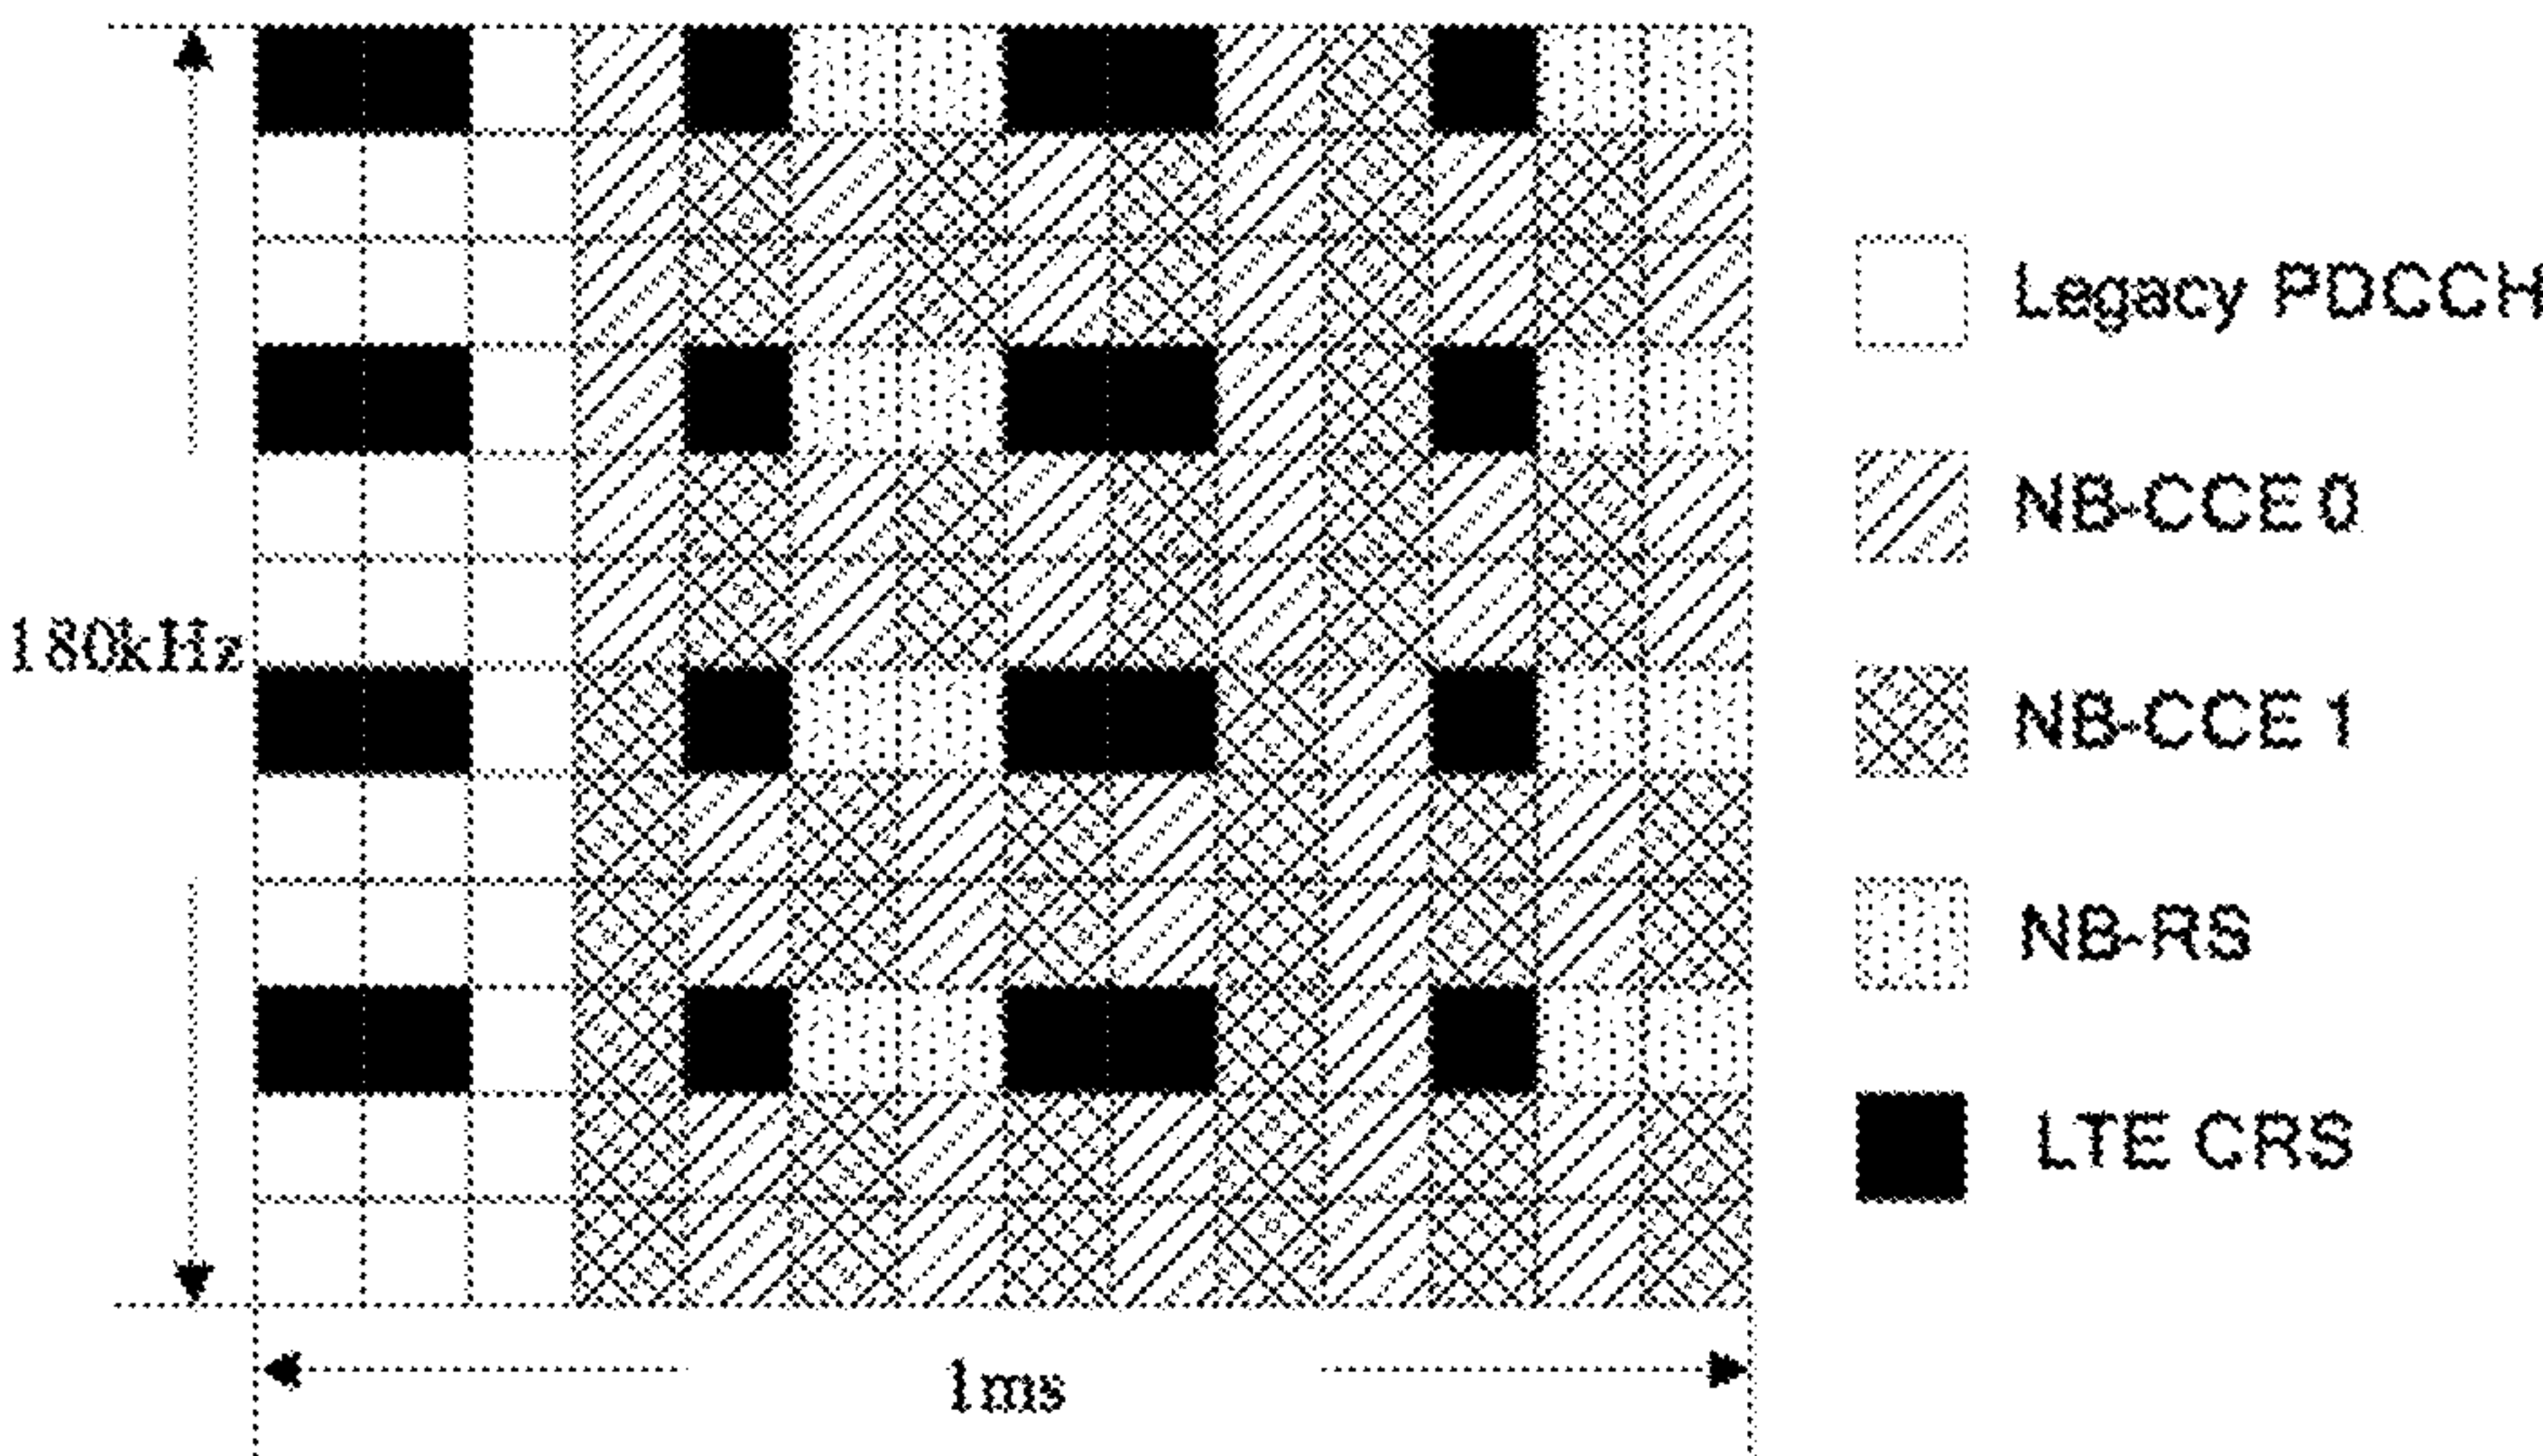 Legacy PDCCH
NB-CCE 0
180kHz
NB-CCE 1
NB-RS
LTE CRS
1ms